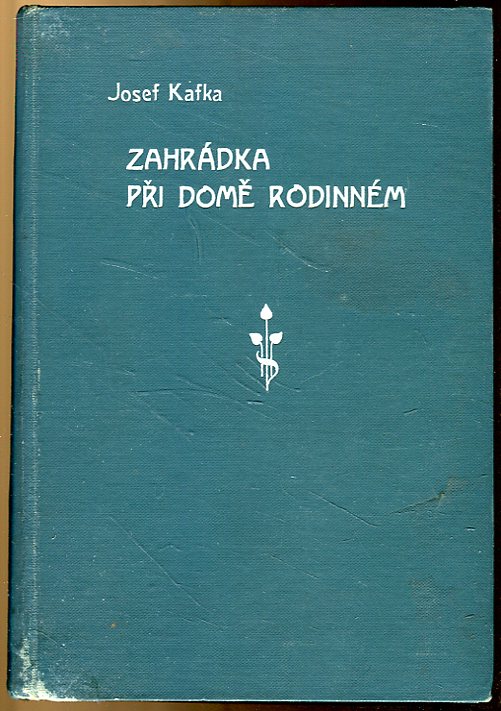 Josef Kafka
ZAHRÁDKA
PŘI DOMĚ RODINNÉM